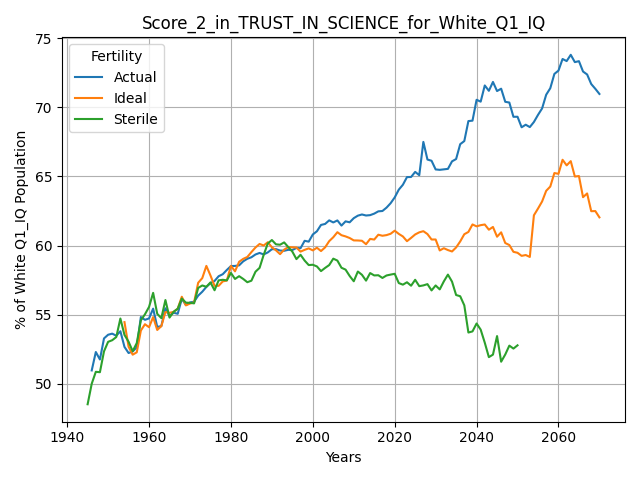 Score_2_in_TRUST_IN_SCIENCE_for_White_Q1_IQ
% of White Q1_IQ Population
75
70
65
60
55
50
Fertility
Actual
Ideal
Sterile
1940 1960 1980 2000 2020 2040 2060
Years